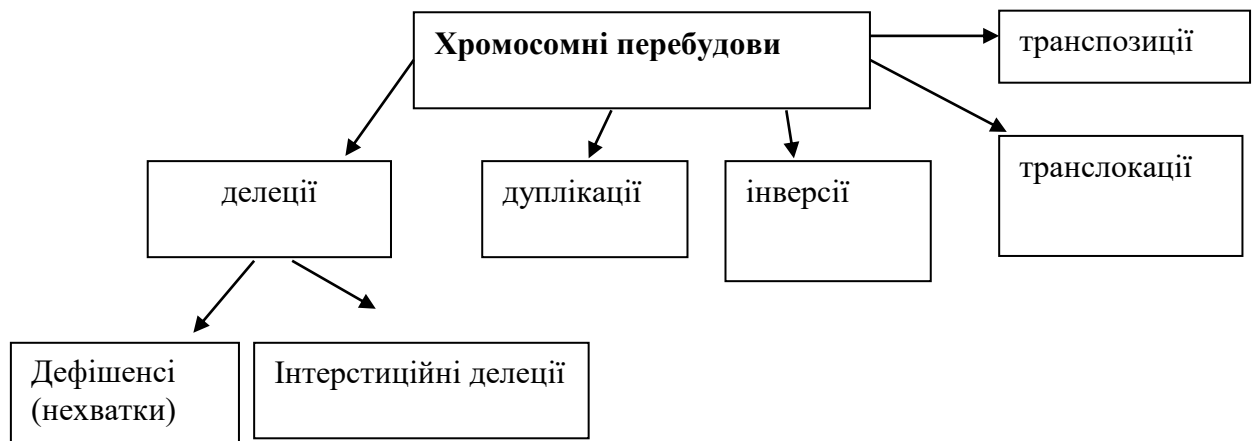 Хромосомні перебудови
транспозиції
транслокації
делеції
дуплікації
інверсії
Дефішенсі
(нехватки)
Інтерстиційні делеції